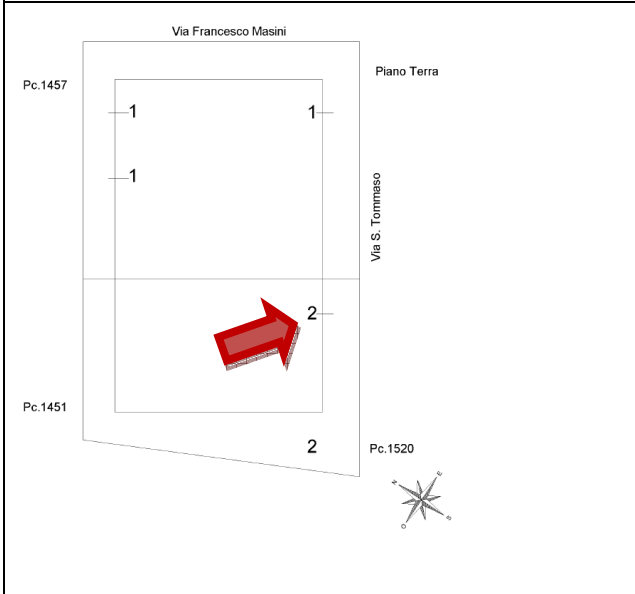 Via Francesco Masini
Piano Terra
Pc.1457
1
1
1
Via S. Tommaso
2
Pc.1451
2
Pc.1520
N
E
O
S